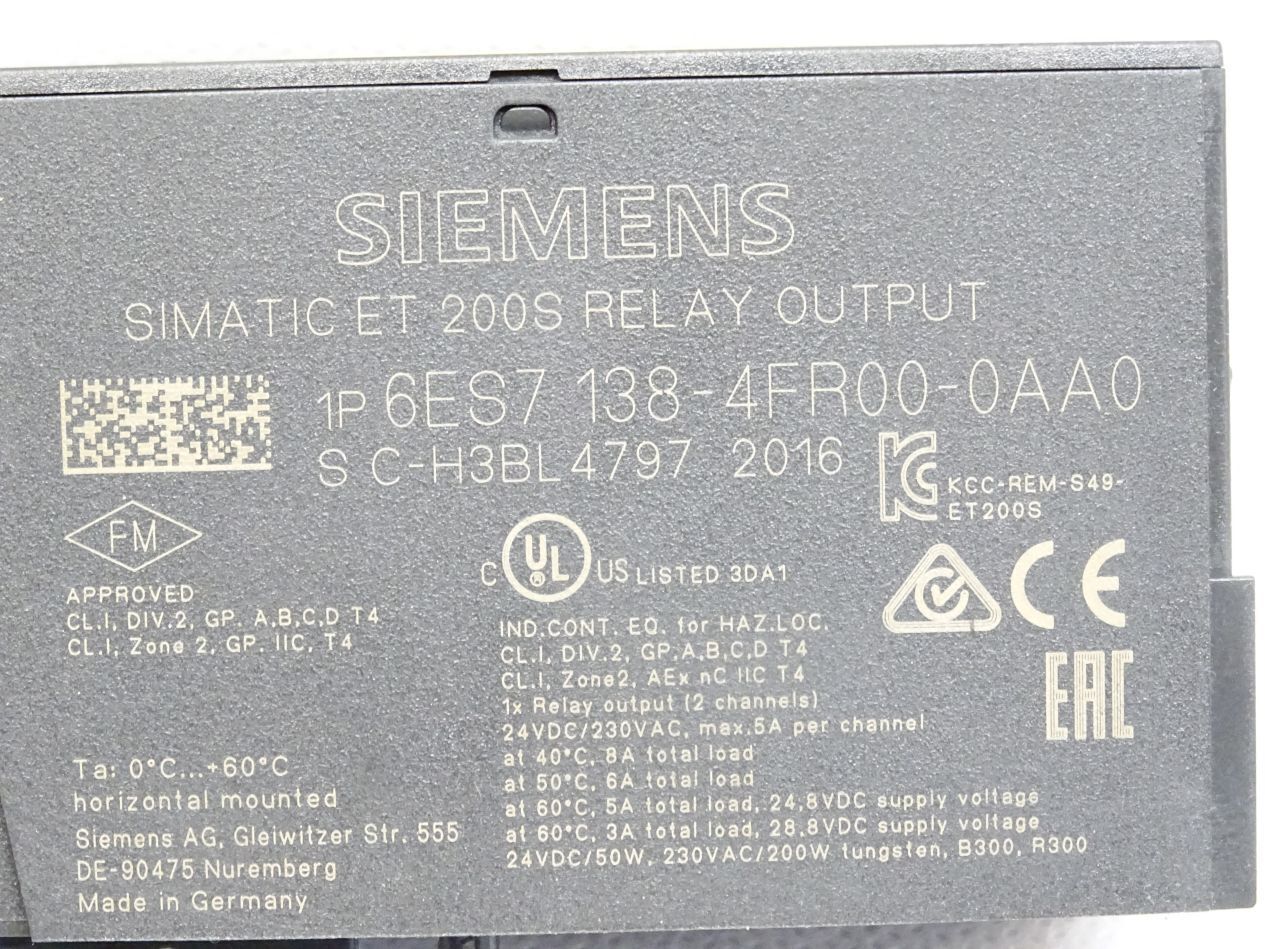 SIEMENS
SIMATIC ET 200S RELAY OUTPUT
1P 6ES7 138-4FR00-0AA0
S C-H3BL4797 2016
KCC-REM-S49-
ET200S
FM
APPROVED
CL.I, DIV.2, GP. A,B,C,D T4
CL.I, Zone 2, GP. IIC, T4
C UL ® US LISTED 3DA1
CE
EAC
IND.CONT. EQ. for HAZ.LOC.
CL.I, DIV.2, GP.A,B,C,D T4
CL.I, Zone2, AEx nC IIC T4
1x Relay output (2 channels)
24VDC/230VAC, max.5A per channel
at 40°C, 8A total load
at 50°C, 6A total load
at 60°C, 5A total load, 24,8VDC supply voltage
at 60°C, 3A total load, 28,8VDC supply voltage
24VDC/50W, 230VAC/200W tungsten, B300, R300
Ta: 0°C...+60°C
horizontal mounted
Siemens AG, Gleiwitzer Str. 555
DE-90475 Nuremberg
Made in Germany